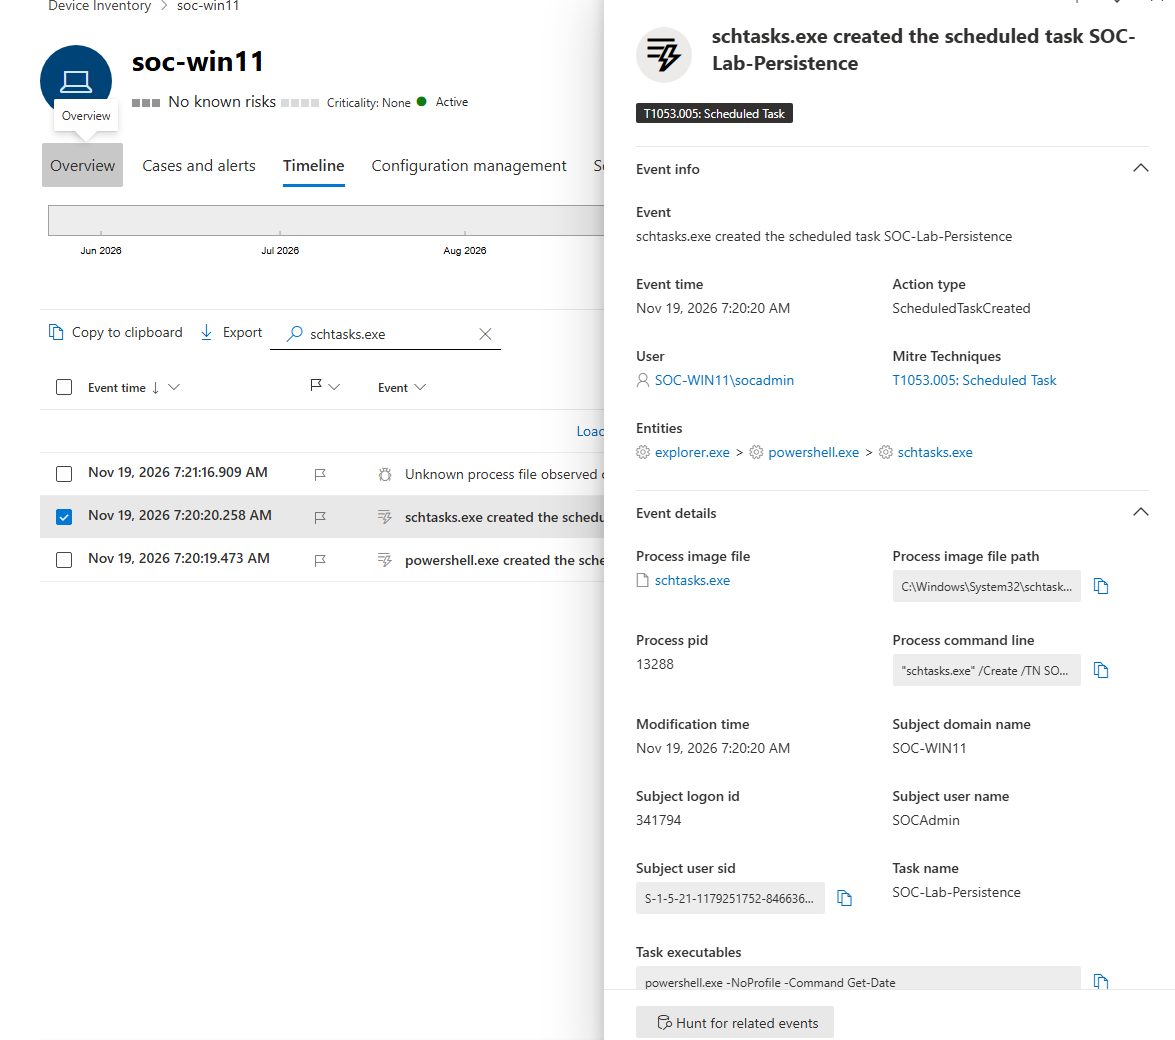 Device Inventory > soc-win11
soc-win11
No known risks Criticality: None Active
Overview
Overview Cases and alerts Timeline Configuration management
Jun 2026 Jul 2026 Aug 2026
Copy to clipboard Export schtasks.exe
Event time ↓ Event
Nov 19, 2026 7:21:16.909 AM Unknown process file observed
Nov 19, 2026 7:20:20.258 AM schtasks.exe created the schedu
Nov 19, 2026 7:20:19.473 AM powershell.exe created the sche
schtasks.exe created the scheduled task SOC-
Lab-Persistence
T1053.005: Scheduled Task
Event info
Event
schtasks.exe created the scheduled task SOC-Lab-Persistence
Event time Action type
Nov 19, 2026 7:20:20 AM ScheduledTaskCreated
User Mitre Techniques
SOC-WIN11\socadmin T1053.005: Scheduled Task
Entities
explorer.exe > powershell.exe > schtasks.exe
Event details
Process image file Process image file path
schtasks.exe C:\Windows\System32\schtask...
Process pid Process command line
13288 "schtasks.exe" /Create /TN SO...
Modification time Subject domain name
Nov 19, 2026 7:20:20 AM SOC-WIN11
Subject logon id Subject user name
341794 SOCAdmin
Subject user sid Task name
S-1-5-21-1179251752-846636... SOC-Lab-Persistence
Task executables
powershell.exe -NoProfile -Command Get-Date
Hunt for related events